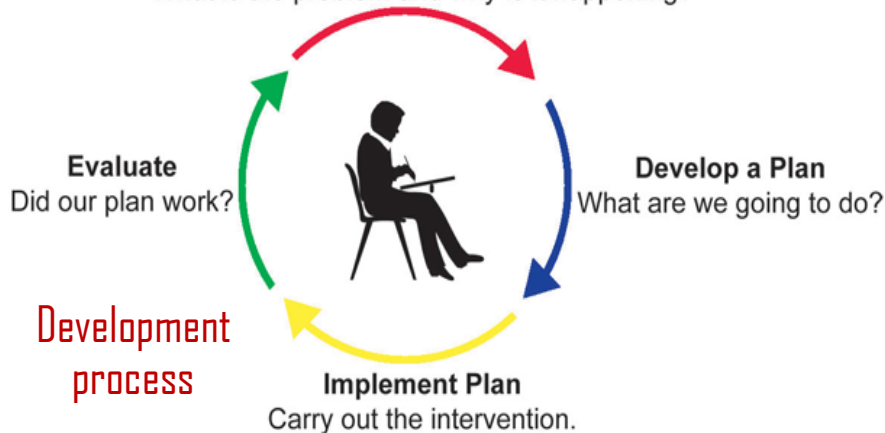 problem
Evaluate
Did our plan work?
Develop a Plan
What are we going to do?
Development
process
Implement Plan
Carry out the intervention.